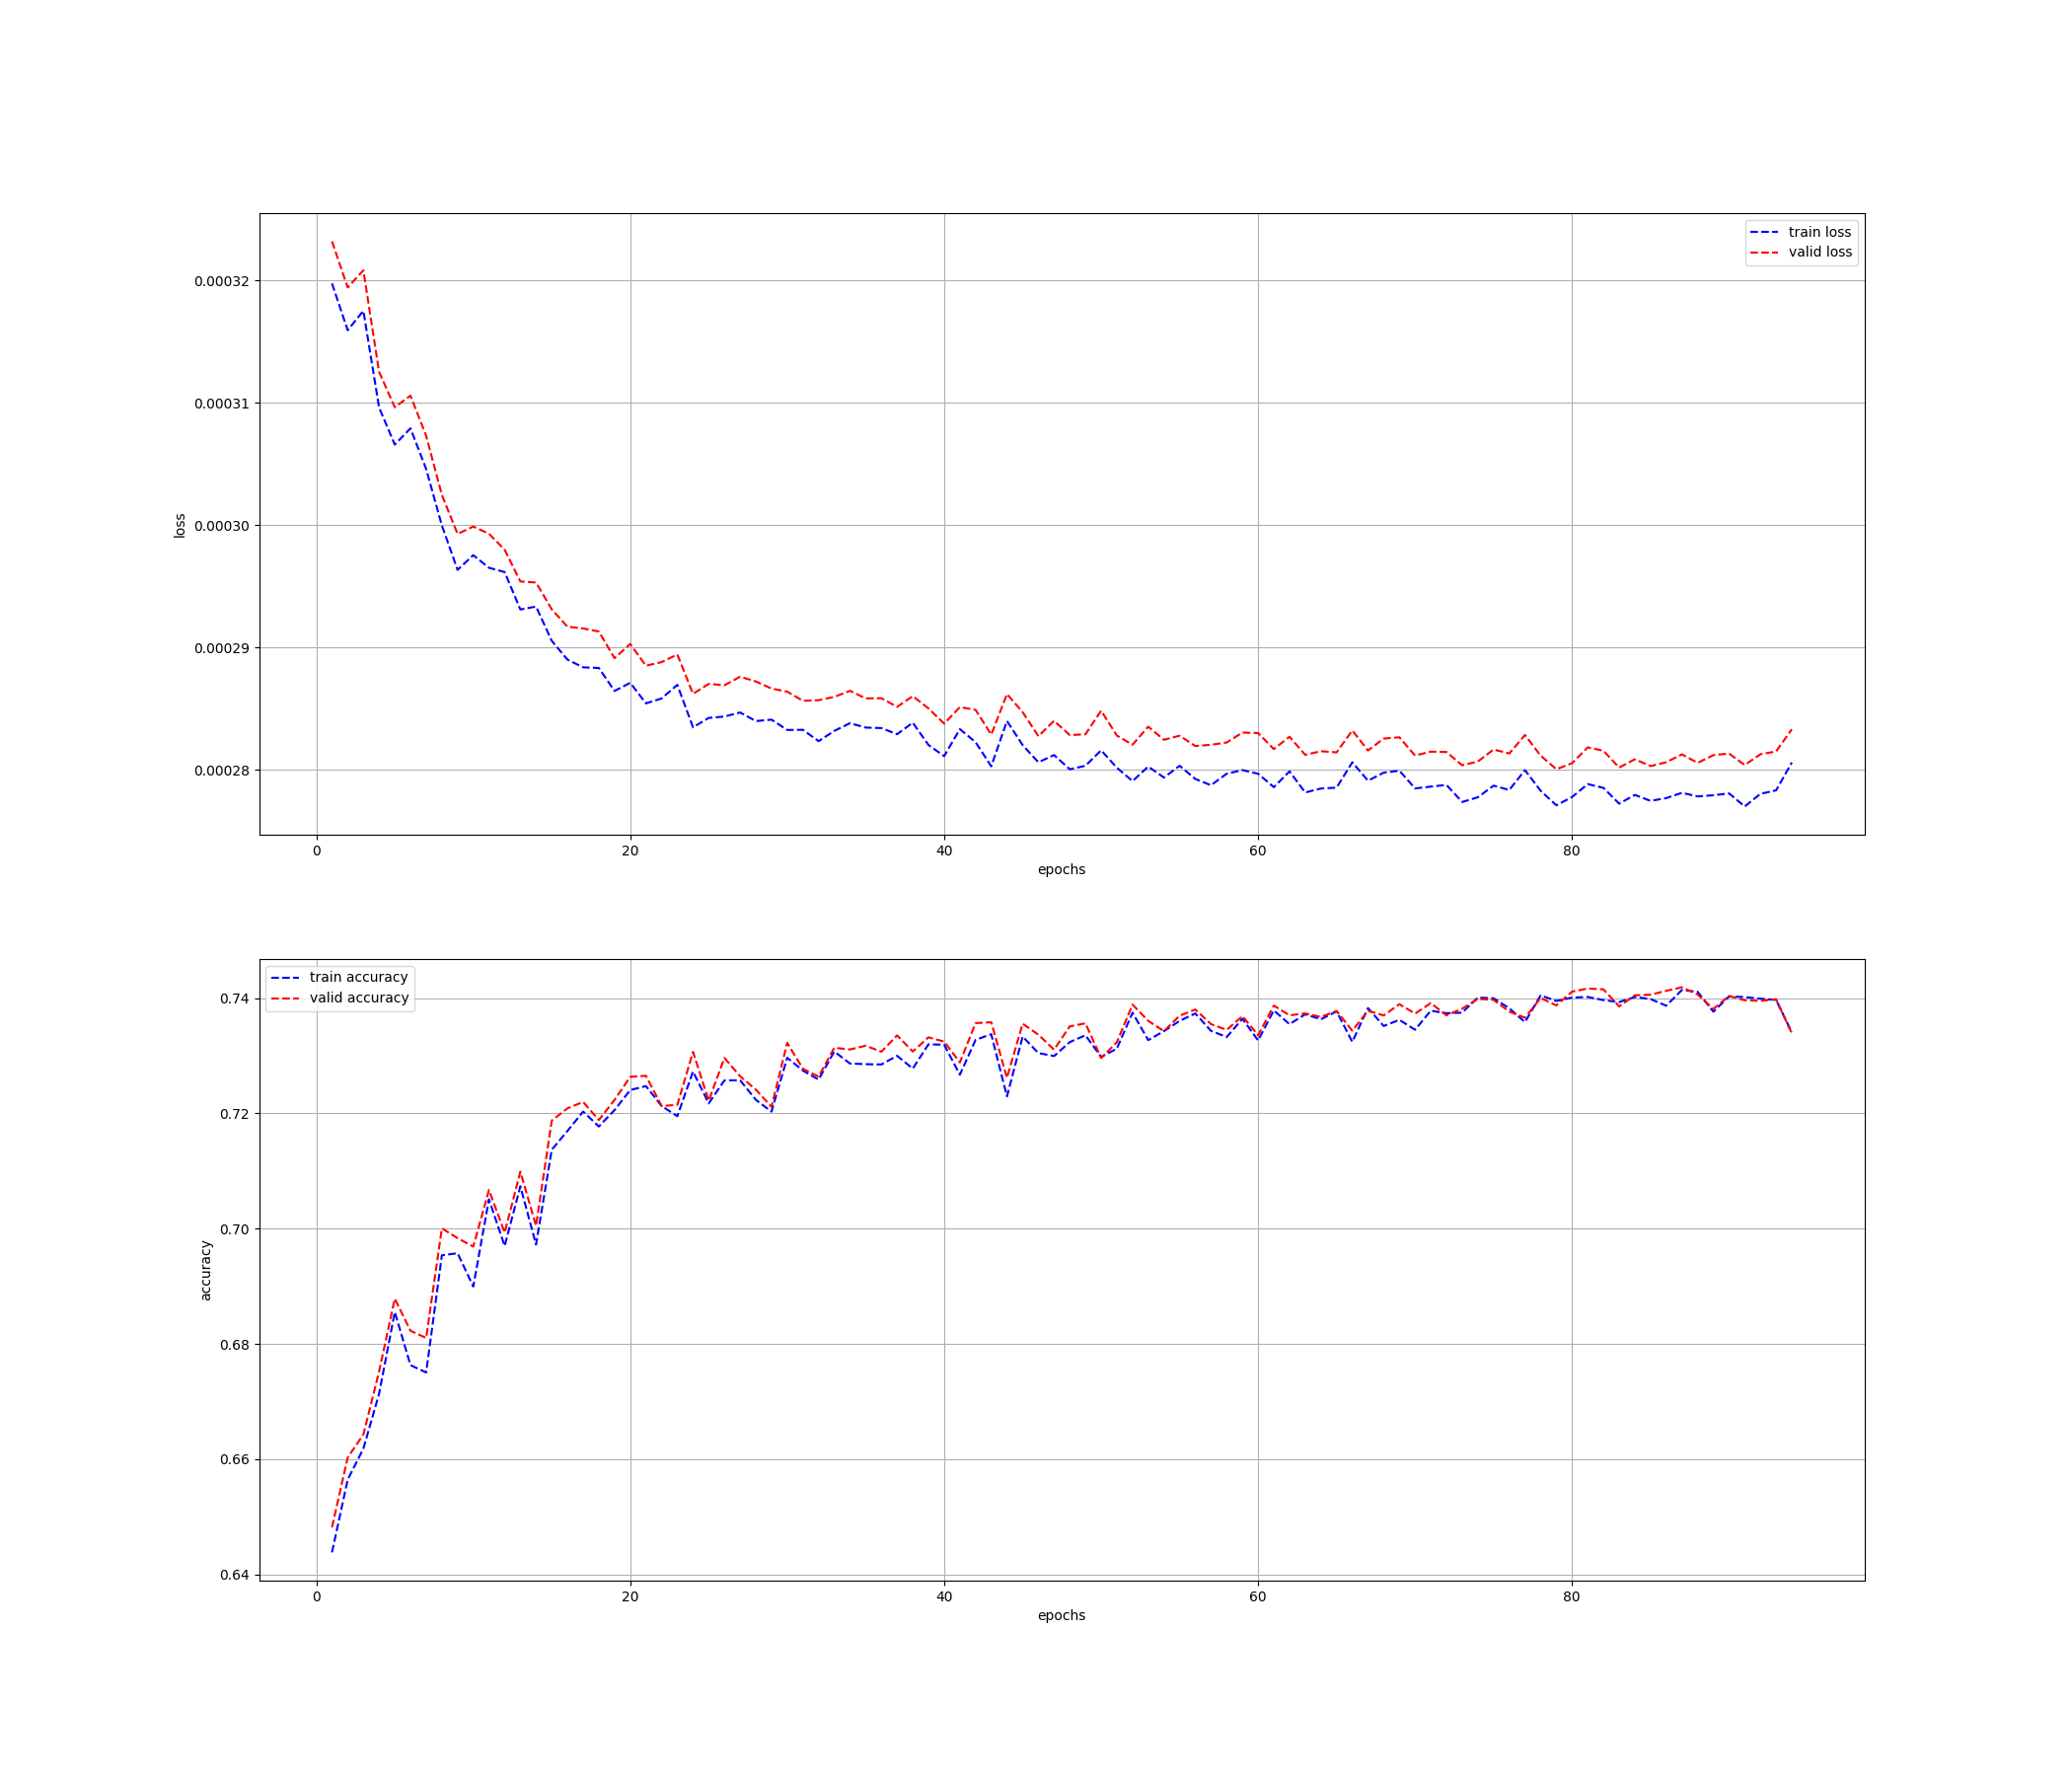 train loss
valid loss
0.00032
0.00031
0.00030
0.00029
0.00028
loss
0 20 40 60 80
epochs
train accuracy
valid accuracy
0.74
0.72
0.70
0.68
0.66
0.64
accuracy
0 20 40 60 80
epochs